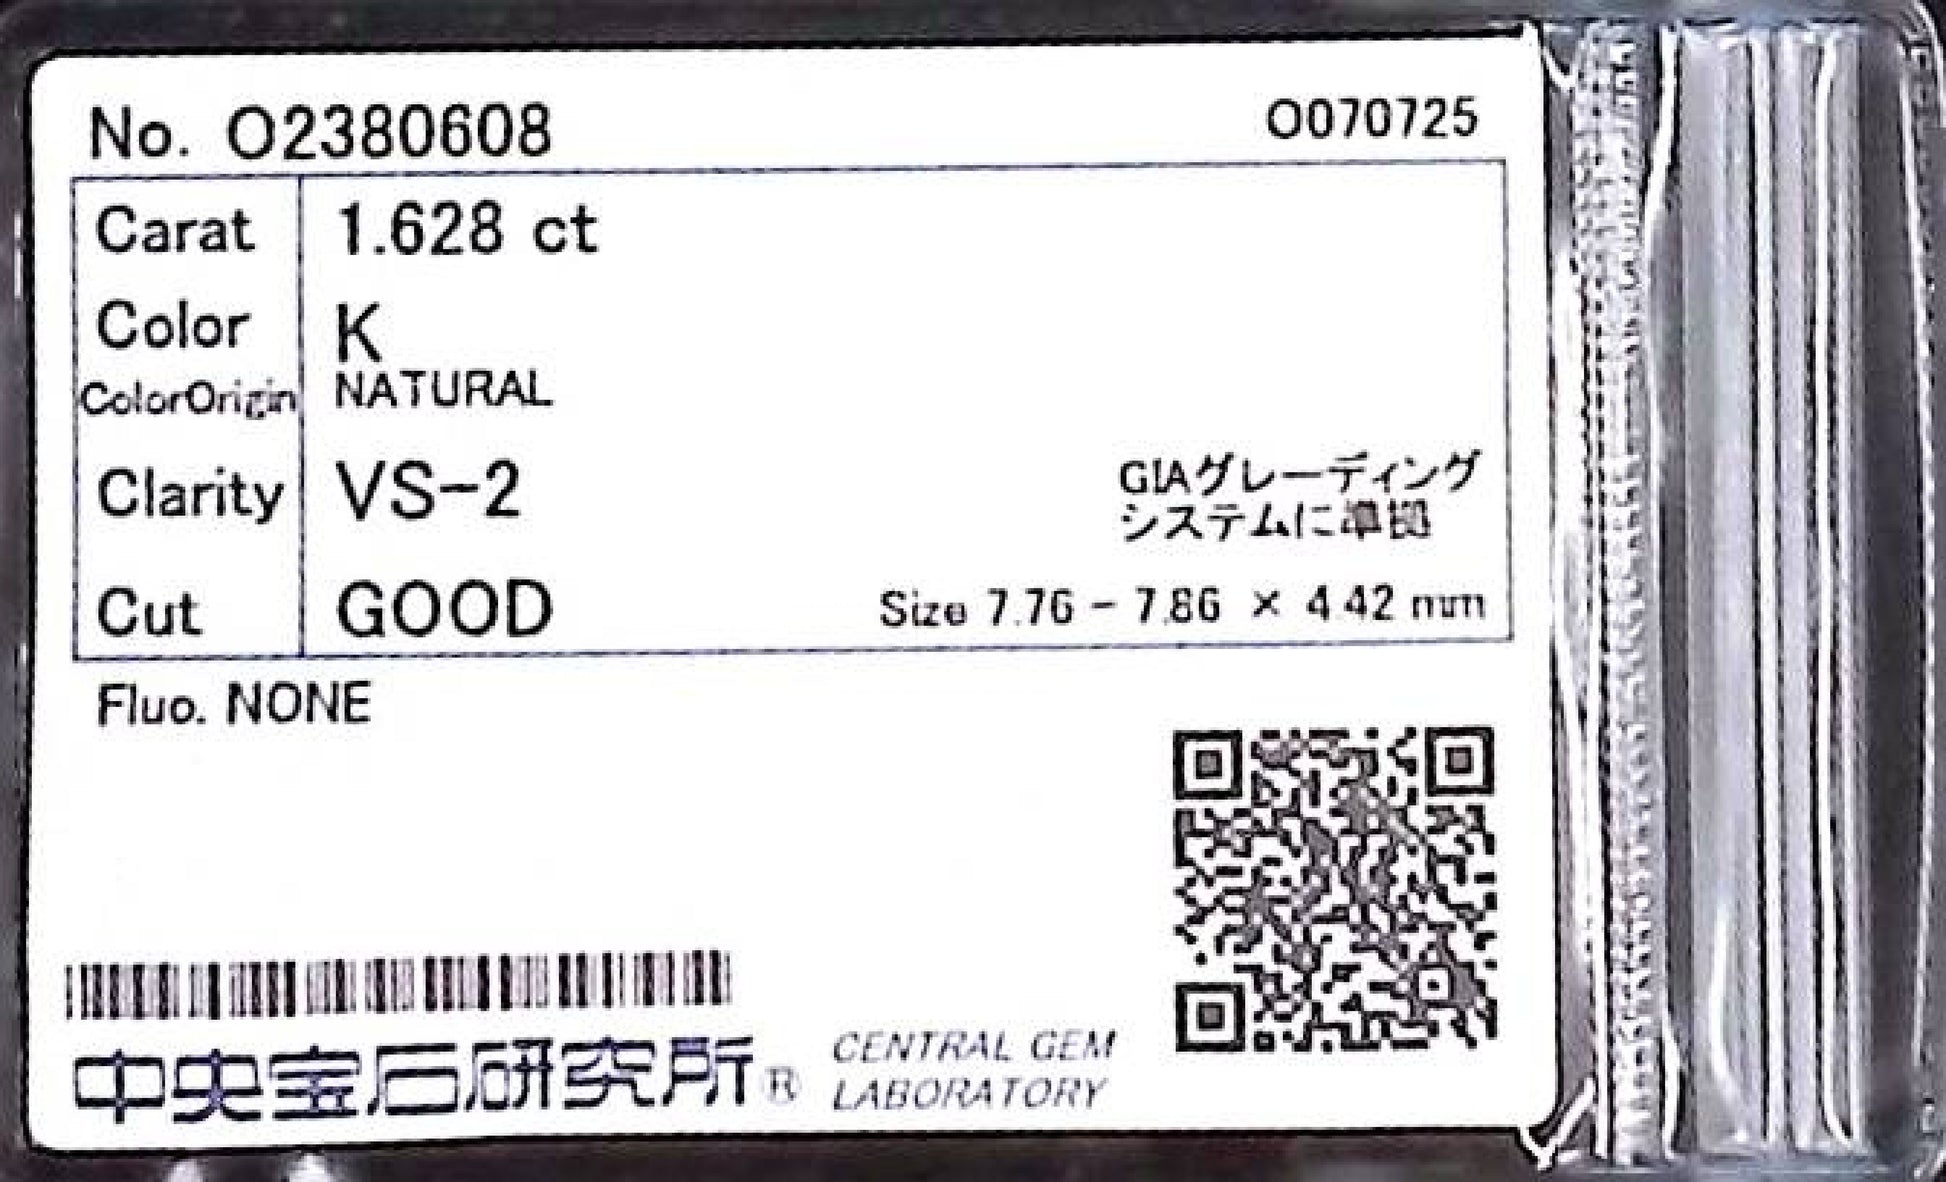 No. O2380608
O070725
Carat 1.628 ct
Color K
ColorOrigin NATURAL
Clarity VS-2
GIAグレーディング
システムに準拠
Cut GOOD
Size 7.76 - 7.86 × 4.42 mm
Fluo. NONE
中央宝石研究所®
CENTRAL GEM
LABORATORY